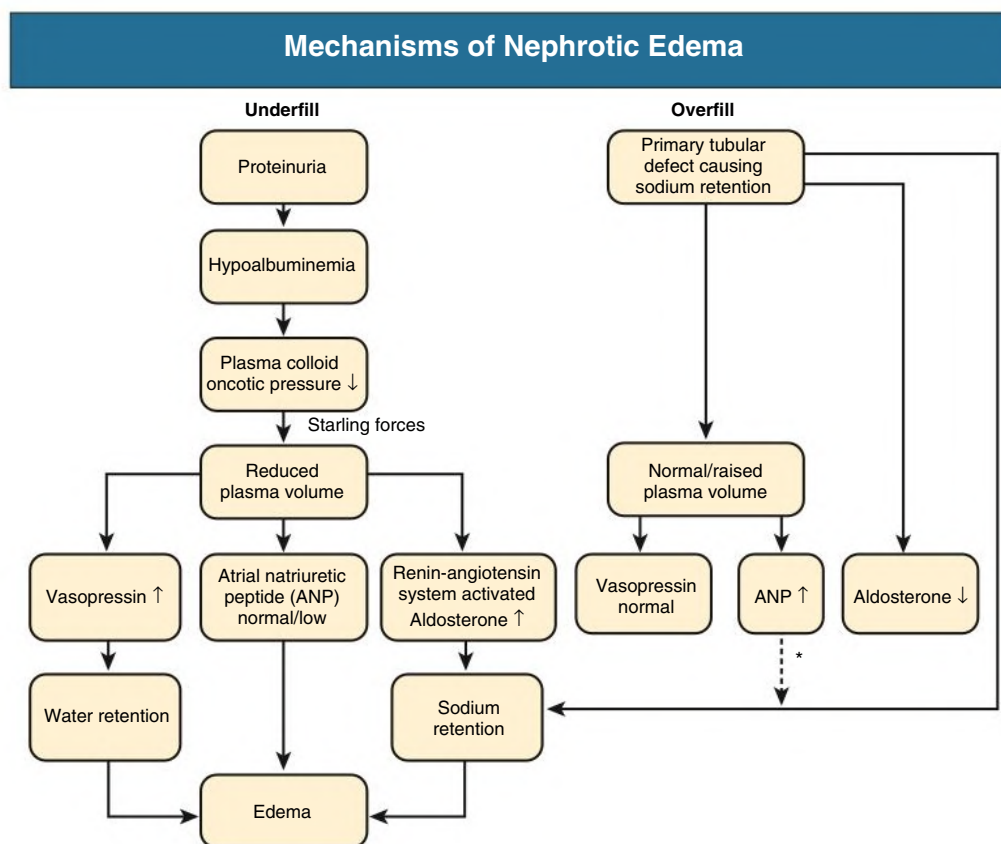 Mechanisms of Nephrotic Edema
Underfill
Proteinuria
Hypoalbuminemia
Plasma colloid
oncotic pressure ↓
Starling forces
Reduced
plasma volume
Vasopressin ↑
Atrial natriuretic
peptide (ANP)
normal/low
Renin-angiotensin
system activated
Aldosterone ↑
Water retention
Sodium
retention
Edema
Overfill
Primary tubular
defect causing
sodium retention
Normal/raised
plasma volume
Vasopressin
normal
ANP ↑
Aldosterone ↓
*